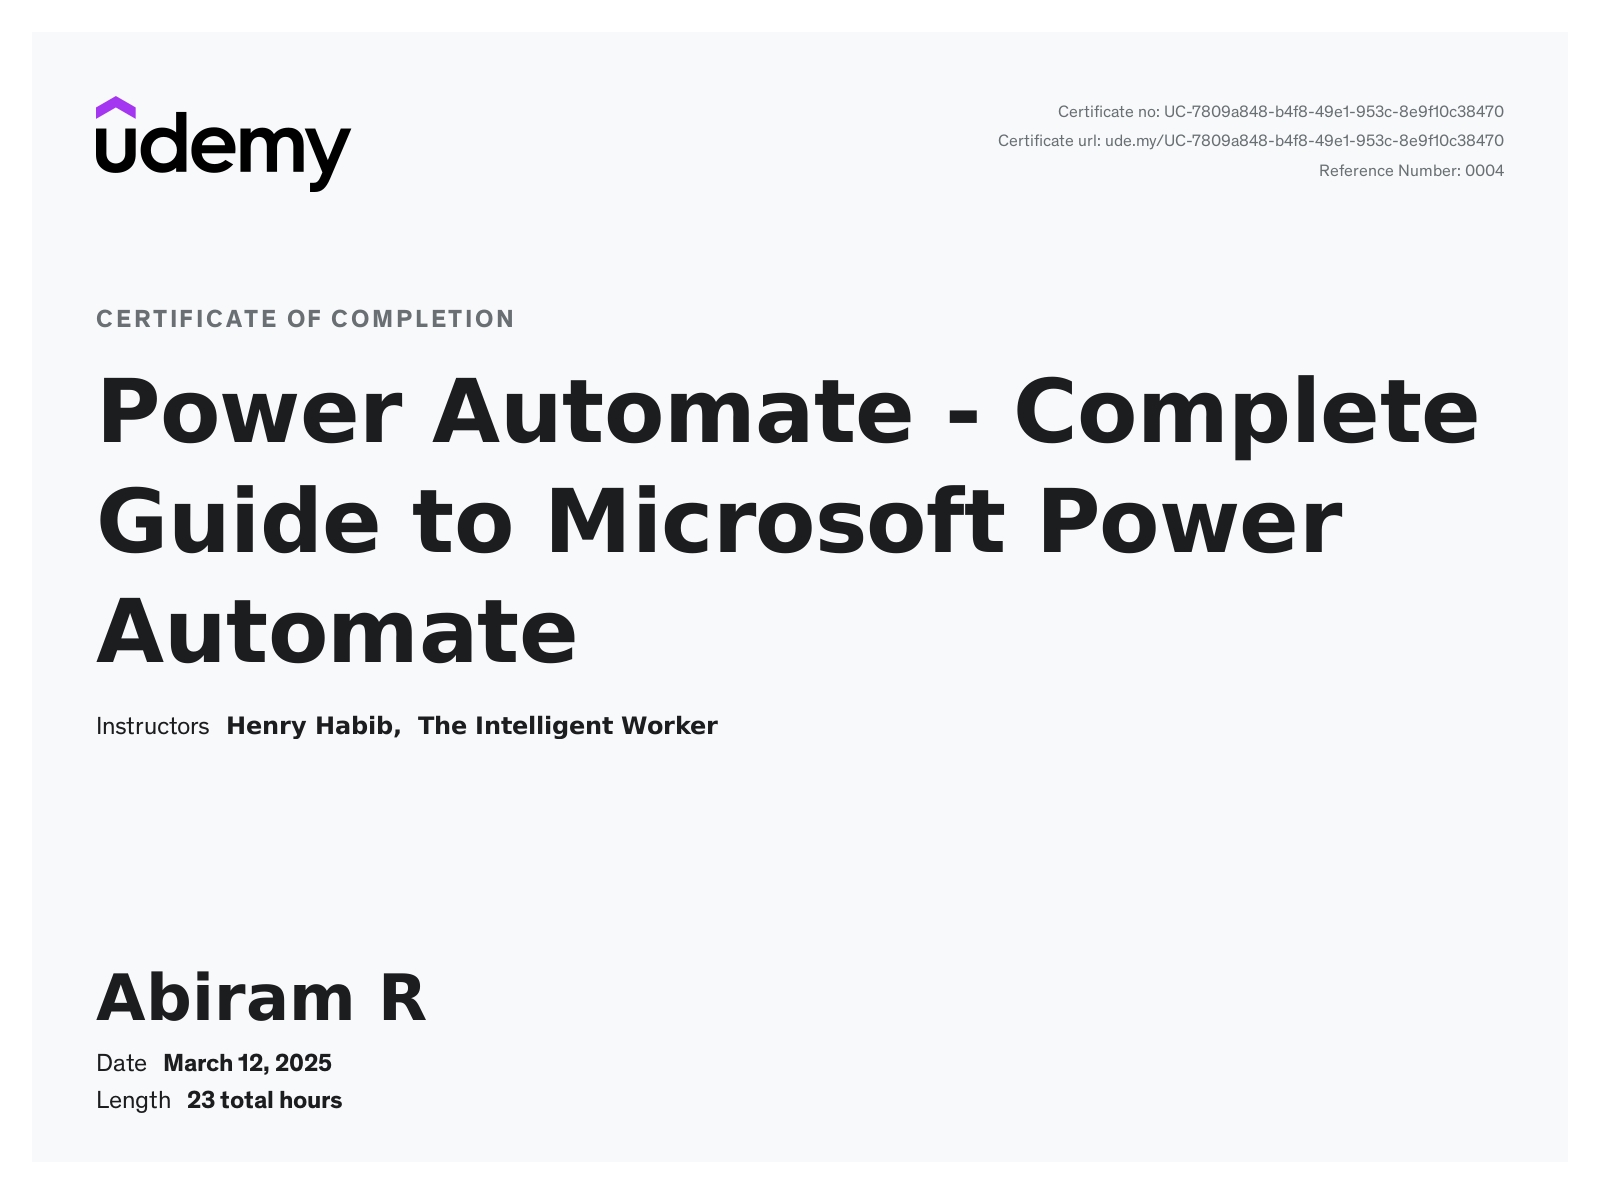 udemy
Certificate no: UC-7809a848-b4f8-49e1-953c-8e9f10c38470
Certificate url: ude.my/UC-7809a848-b4f8-49e1-953c-8e9f10c38470
Reference Number: 0004
CERTIFICATE OF COMPLETION
Power Automate - Complete
Guide to Microsoft Power
Automate
Instructors Henry Habib, The Intelligent Worker
Abiram R
Date March 12, 2025
Length 23 total hours